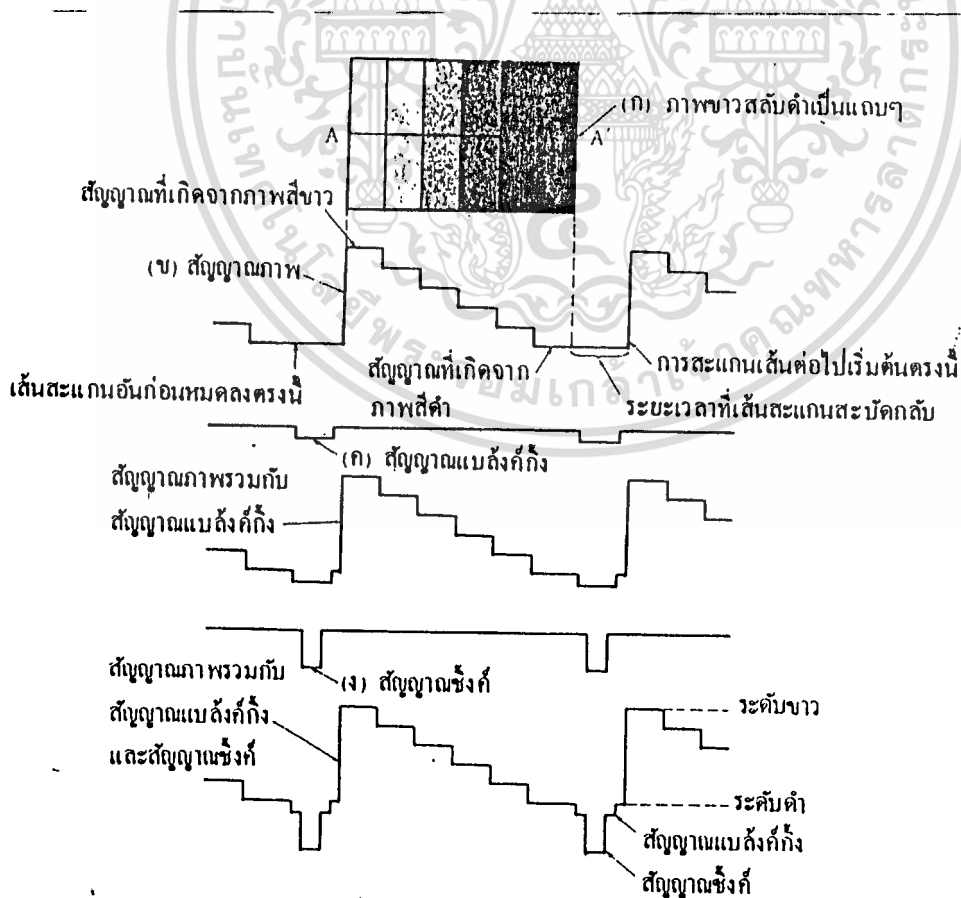 (ก) ภาพขาวสลับดำเป็นแถบๆ
A
A'
สัญญาณที่เกิดจากภาพสีขาว
(ข) สัญญาณภาพ
สัญญาณที่เกิดจาก
ภาพสีดำ
การสะแกนเส้นต่อไปเริ่มต้นตรงนี้
เส้นสะแกนอันก่อนหมดลงตรงนี้
ระยะเวลาที่เส้นสะแกนสะบัดกลับ
(ค) สัญญาณแบล้งค์กิ้ง
สัญญาณภาพรวมกับ
สัญญาณแบล้งค์กิ้ง
(ง) สัญญาณซิ้งค์
สัญญาณภาพรวมกับ
สัญญาณแบล้งค์กิ้ง
และสัญญาณซิ้งค์
ระดับขาว
ระดับดำ
สัญญาณแบล้งค์กิ้ง
สัญญาณซิ้งค์